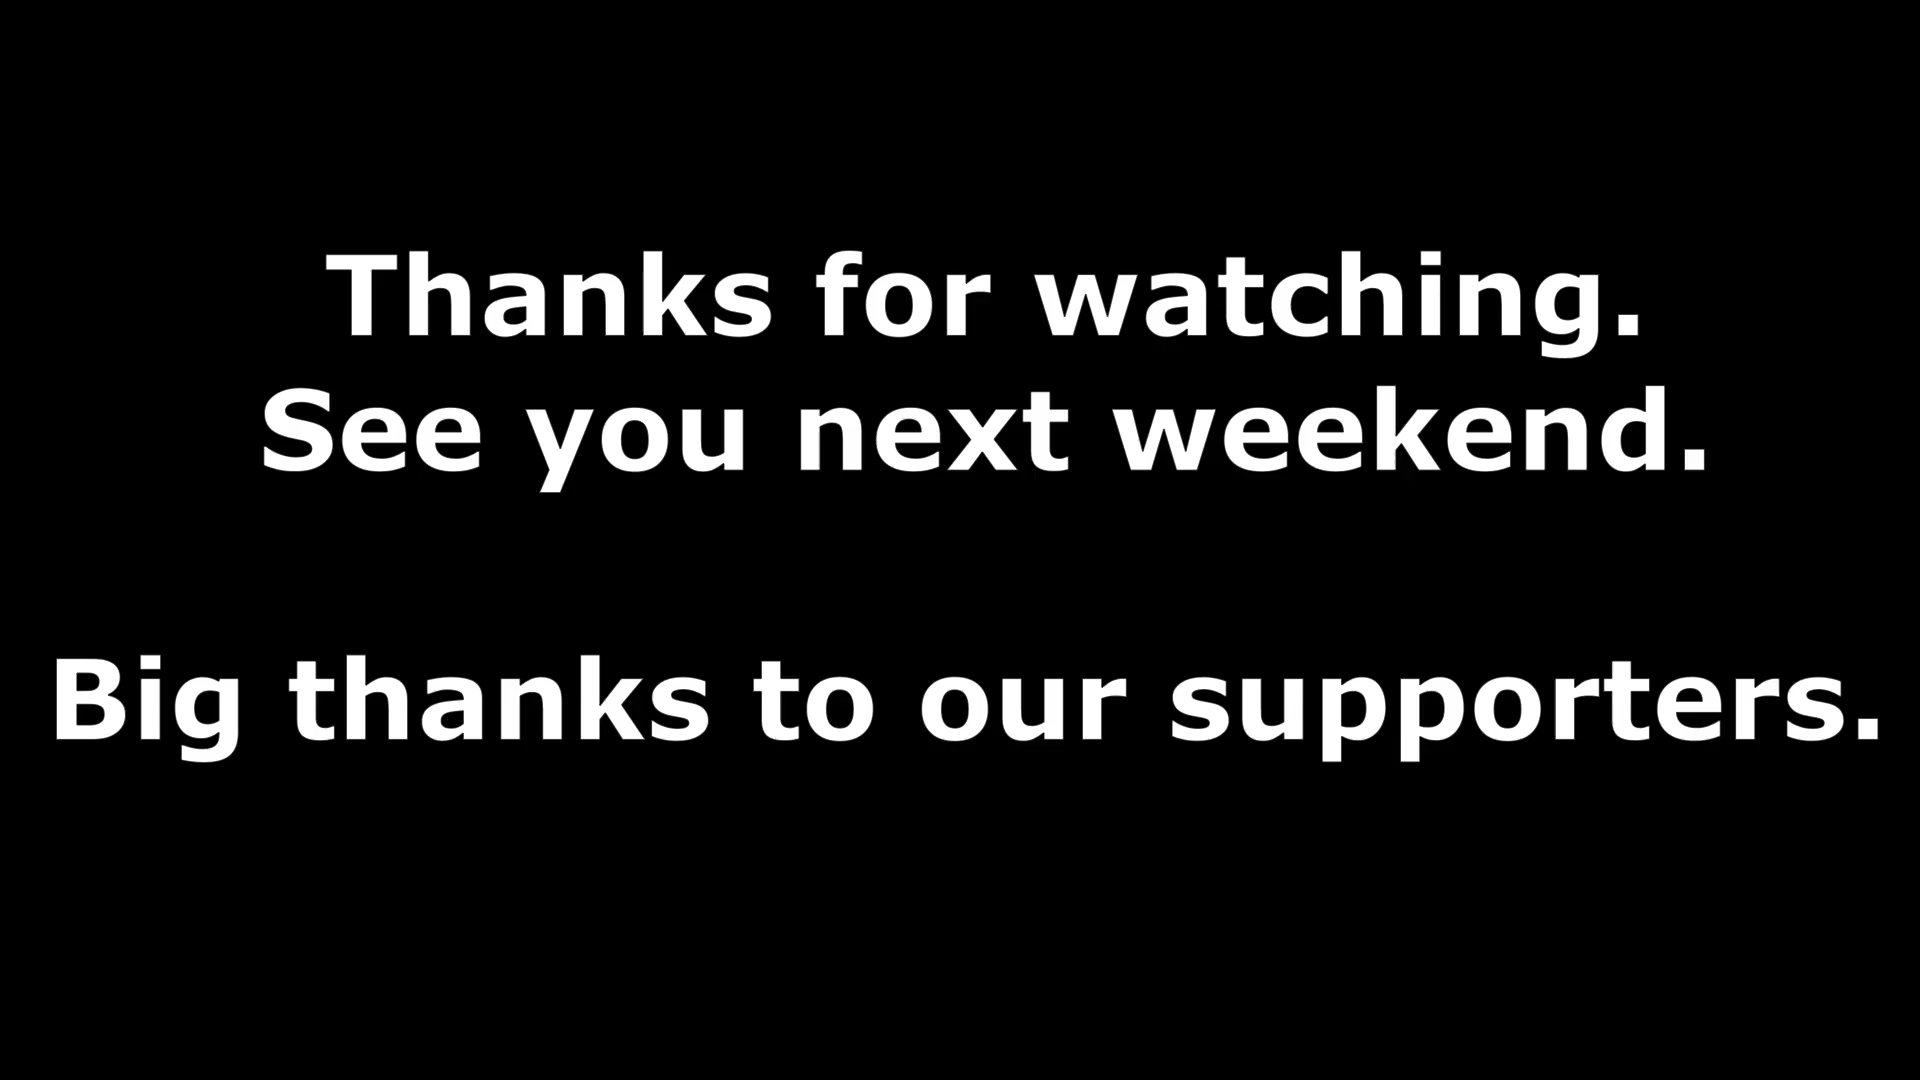 Thanks for watching.
See you next weekend.
Big thanks to our supporters.